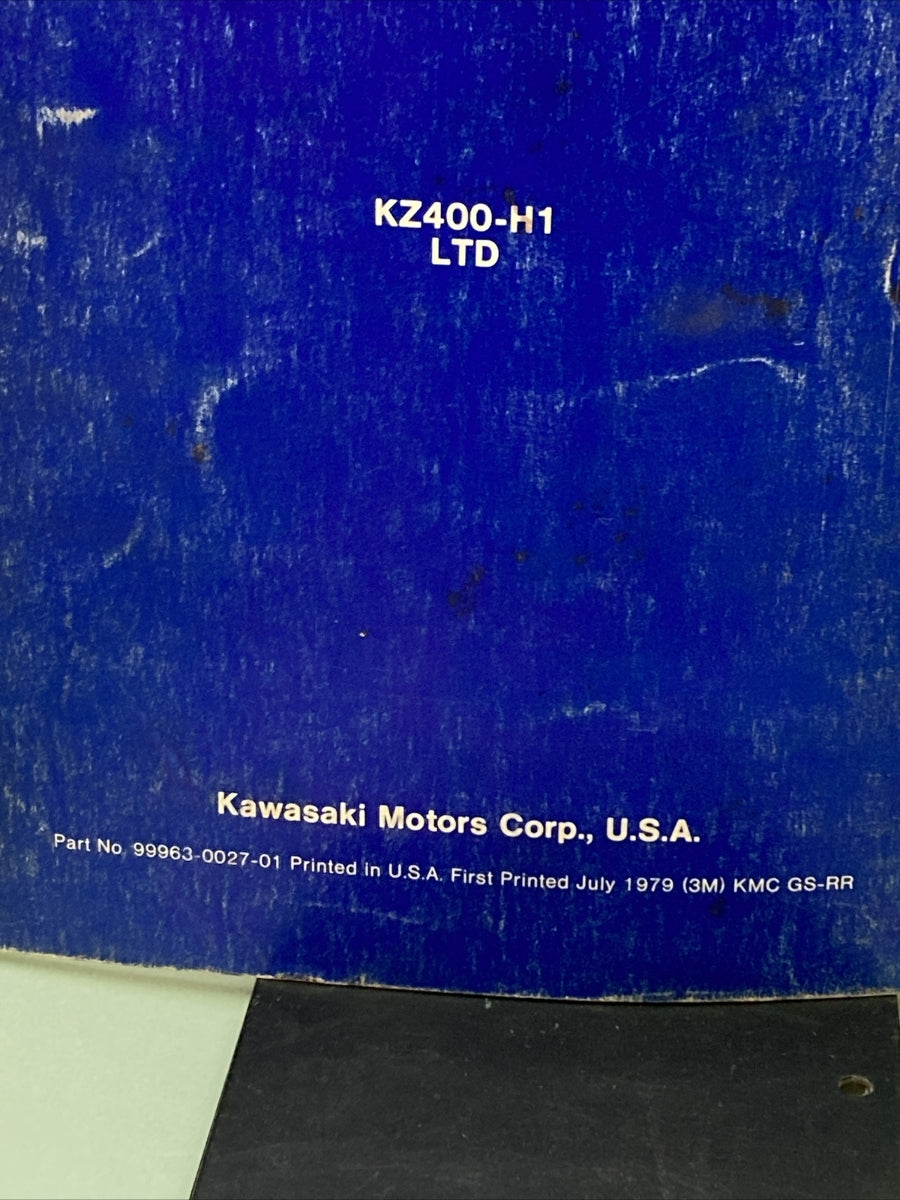 KZ400-H1
LTD
Kawasaki Motors Corp., U.S.A.
Part No. 99963-0027-01 Printed in U.S.A. First Printed July 1979 (3M) KMC GS-RR